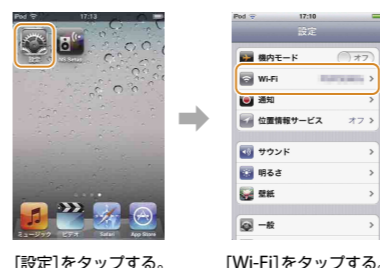 iPod 17:13
設定
NS Setup
ミュージック ビデオ Safari App Store
[設定]をタップする。
iPod 17:10
設定
機内モード オフ
Wi-Fi
通知
位置情報サービス オフ
サウンド
明るさ
壁紙
一般
[Wi-Fi]をタップする。